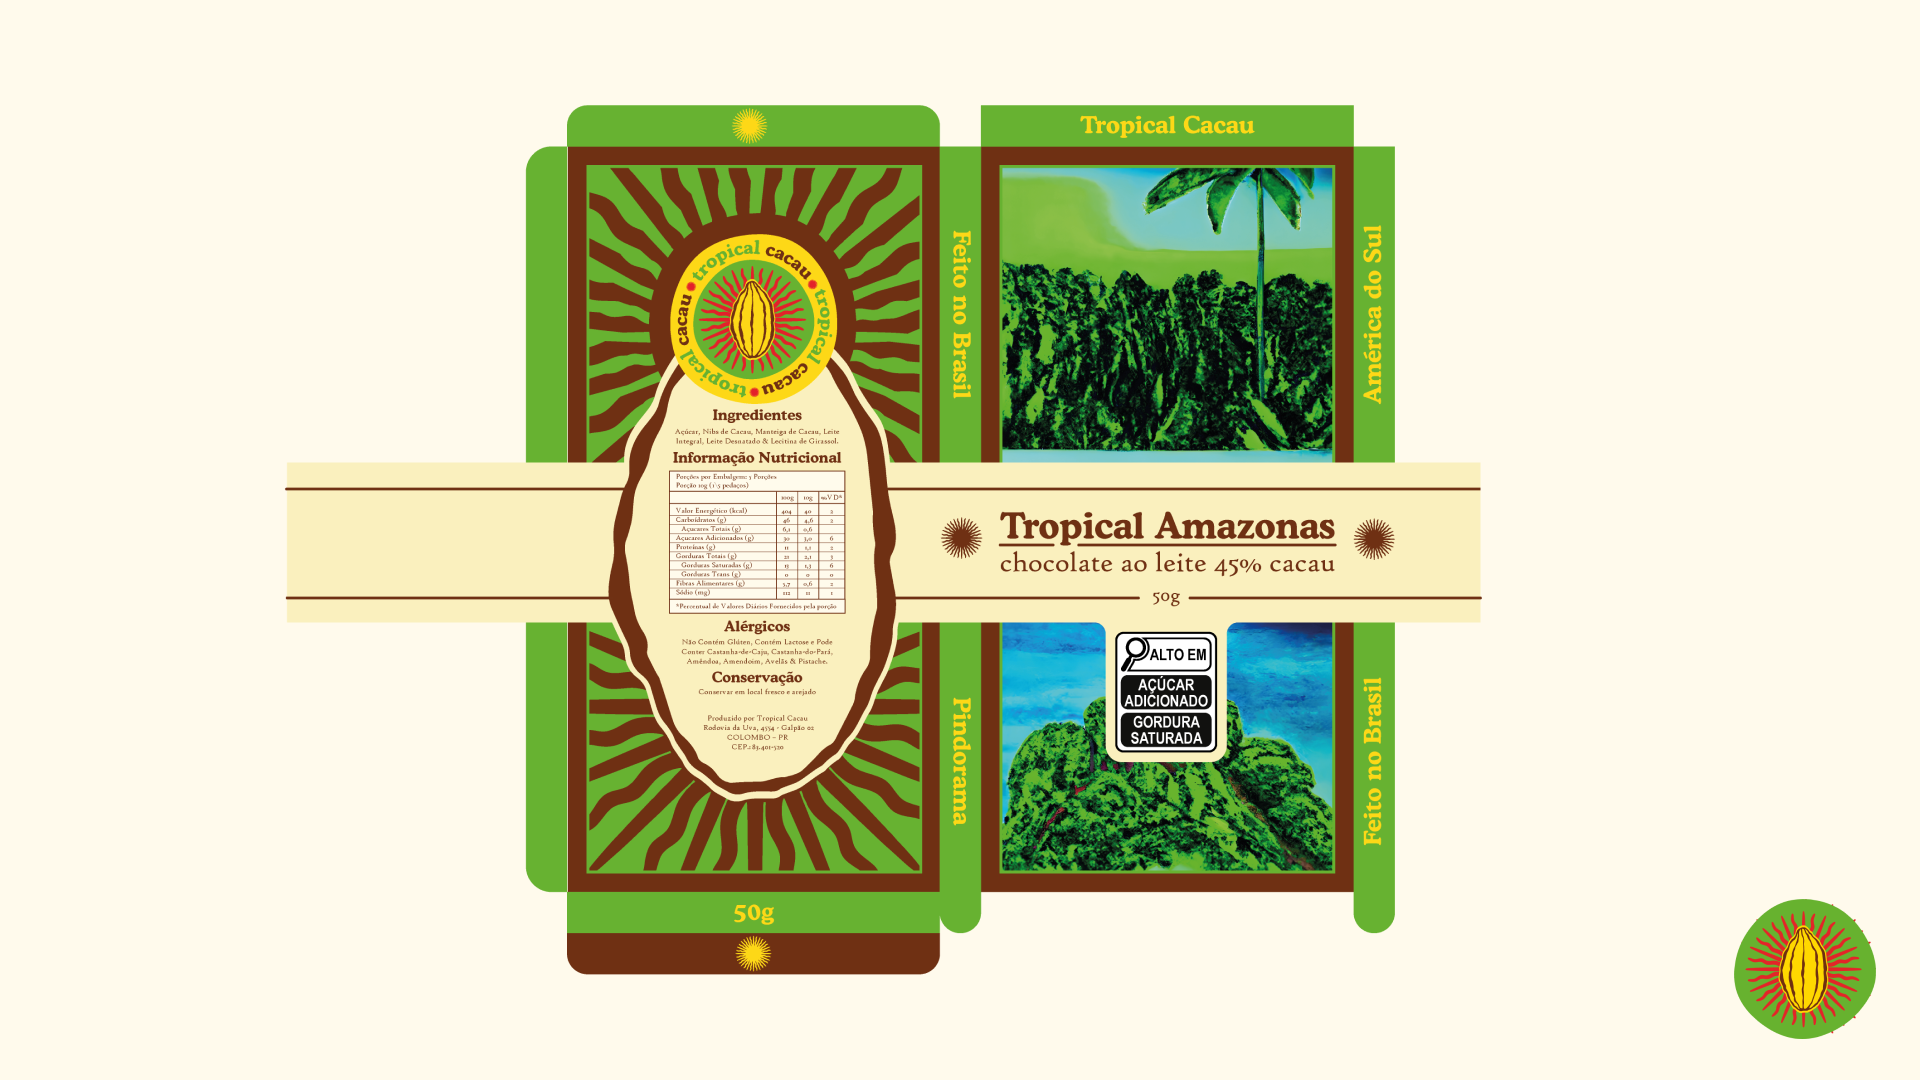 Tropical Cacau
tropical cacau • tropical cacau • tropical cacau •
Feito no Brasil
América do Sul
Ingredientes
Açúcar, Nibs de Cacau, Manteiga de Cacau, Leite
Integral, Leite Desnatado & Lecitina de Girassol.
Informação Nutricional
Porções por Embalgem: 5 Porções
Porção 10g (1\5 pedaços)
100g 10g %V D*
Valor Energético (kcal) 404 40 2
Carboidratos (g) 46 4,6 2
Açucares Totais (g) 6,1 0,6
Açucares Adicionados (g) 30 3,0 6
Proteínas (g) 11 1,1 2
Gorduras Totais (g) 21 2,1 3
Gorduras Saturadas (g) 13 1,3 6
Gorduras Trans (g) 0 0 0
Fibras Alimentares (g) 5,7 0,6 2
Sódio (mg) 112 11 1
*Percentual de Valores Diários Fornecidos pela porção
Alérgicos
Não Contém Glúten, Contém Lactose e Pode
Conter Castanha-de-Caju, Castanha-do-Pará,
Amêndoa, Amendoim, Avelãs & Pistache.
Conservação
Conservar em local fresco e arejado
Produzido por Tropical Cacau
Rodovia da Uva, 4554 - Galpão 02
COLOMBO - PR
CEP.: 83.401-520
Tropical Amazonas
chocolate ao leite 45% cacau
50g
ALTO EM
AÇÚCAR
ADICIONADO
GORDURA
SATURADA
Pindorama
Feito no Brasil
50g